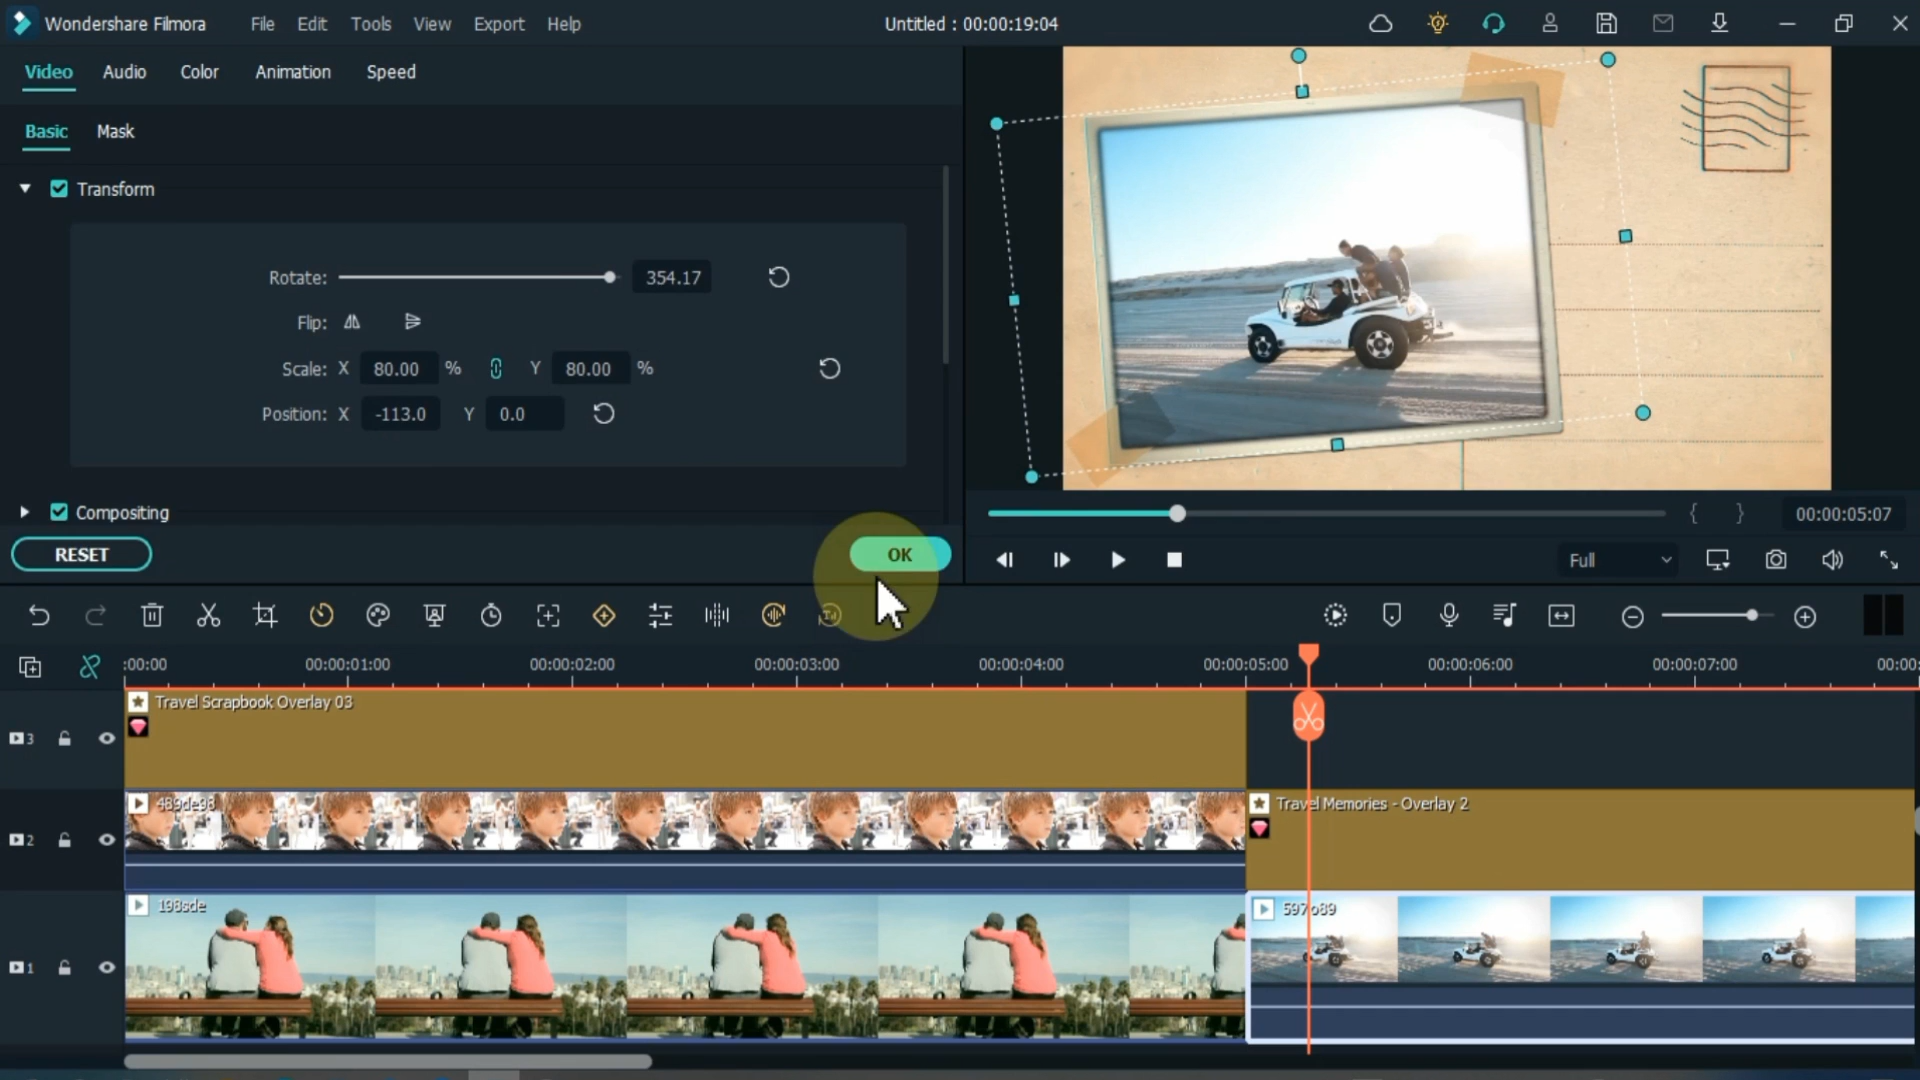 Wondershare Filmora File Edit Tools View Export Help Untitled : 00:00:19:04
Video Audio Color Animation Speed
Basic Mask
Transform
Rotate: 354.17
Flip:
Scale: X 80.00 % Y 80.00 %
Position: X -113.0 Y 0.0
Compositing
RESET OK
{ } 00:00:05:07
Full
:00:00 00:00:01:00 00:00:02:00 00:00:03:00 00:00:04:00 00:00:05:00 00:00:06:00 00:00:07:00 00:00:
3 Travel Scrapbook Overlay 03
2 489de98 Travel Memories - Overlay 2
1 198sde 597o89